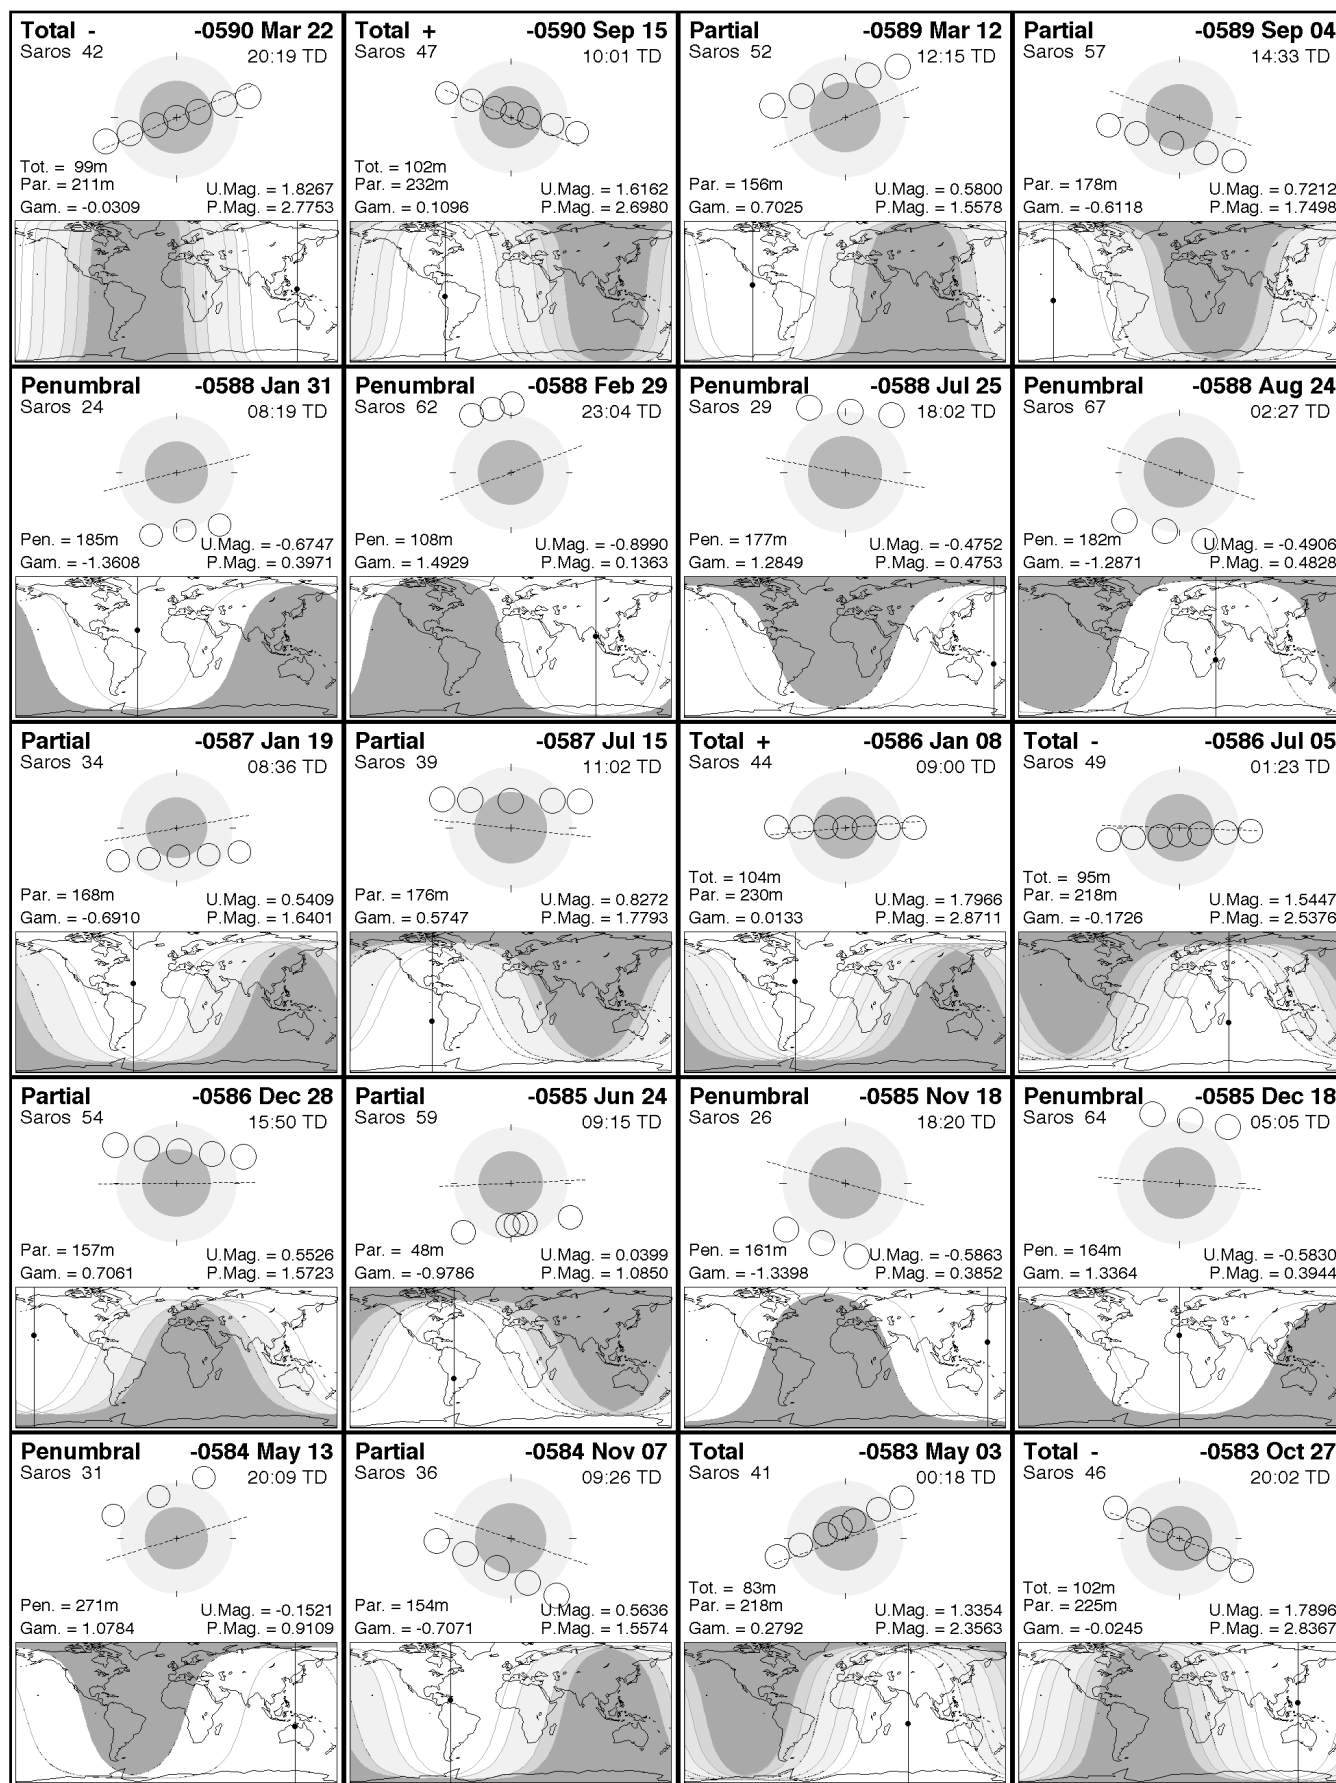 Total - -0590 Mar 22
Saros 42 20:19 TD
Tot. = 99m
Par. = 211m U.Mag. = 1.8267
Gam. = -0.0309 P.Mag. = 2.7753
Total + -0590 Sep 15
Saros 47 10:01 TD
Tot. = 102m
Par. = 232m U.Mag. = 1.6162
Gam. = 0.1096 P.Mag. = 2.6980
Partial -0589 Mar 12
Saros 52 12:15 TD
Par. = 156m U.Mag. = 0.5800
Gam. = 0.7025 P.Mag. = 1.5578
Partial -0589 Sep 04
Saros 57 14:33 TD
Par. = 178m U.Mag. = 0.7212
Gam. = -0.6118 P.Mag. = 1.7498
Penumbral -0588 Jan 31
Saros 24 08:19 TD
Pen. = 185m U.Mag. = -0.6747
Gam. = -1.3608 P.Mag. = 0.3971
Penumbral -0588 Feb 29
Saros 62 23:04 TD
Pen. = 108m U.Mag. = -0.8990
Gam. = 1.4929 P.Mag. = 0.1363
Penumbral -0588 Jul 25
Saros 29 18:02 TD
Pen. = 177m U.Mag. = -0.4752
Gam. = 1.2849 P.Mag. = 0.4753
Penumbral -0588 Aug 24
Saros 67 02:27 TD
Pen. = 182m U.Mag. = -0.4906
Gam. = -1.2871 P.Mag. = 0.4828
Partial -0587 Jan 19
Saros 34 08:36 TD
Par. = 168m U.Mag. = 0.5409
Gam. = -0.6910 P.Mag. = 1.6401
Partial -0587 Jul 15
Saros 39 11:02 TD
Par. = 176m U.Mag. = 0.8272
Gam. = 0.5747 P.Mag. = 1.7793
Total + -0586 Jan 08
Saros 44 09:00 TD
Tot. = 104m
Par. = 230m U.Mag. = 1.7966
Gam. = 0.0133 P.Mag. = 2.8711
Total - -0586 Jul 05
Saros 49 01:23 TD
Tot. = 95m
Par. = 218m U.Mag. = 1.5447
Gam. = -0.1726 P.Mag. = 2.5376
Partial -0586 Dec 28
Saros 54 15:50 TD
Par. = 157m U.Mag. = 0.5526
Gam. = 0.7061 P.Mag. = 1.5723
Partial -0585 Jun 24
Saros 59 09:15 TD
Par. = 48m U.Mag. = 0.0399
Gam. = -0.9786 P.Mag. = 1.0850
Penumbral -0585 Nov 18
Saros 26 18:20 TD
Pen. = 161m U.Mag. = -0.5863
Gam. = -1.3398 P.Mag. = 0.3852
Penumbral -0585 Dec 18
Saros 64 05:05 TD
Pen. = 164m U.Mag. = -0.5830
Gam. = 1.3364 P.Mag. = 0.3944
Penumbral -0584 May 13
Saros 31 20:09 TD
Pen. = 271m U.Mag. = -0.1521
Gam. = 1.0784 P.Mag. = 0.9109
Partial -0584 Nov 07
Saros 36 09:26 TD
Par. = 154m U.Mag. = 0.5636
Gam. = -0.7071 P.Mag. = 1.5574
Total -0583 May 03
Saros 41 00:18 TD
Tot. = 83m
Par. = 218m U.Mag. = 1.3354
Gam. = 0.2792 P.Mag. = 2.3563
Total - -0583 Oct 27
Saros 46 20:02 TD
Tot. = 102m
Par. = 225m U.Mag. = 1.7896
Gam. = -0.0245 P.Mag. = 2.8367